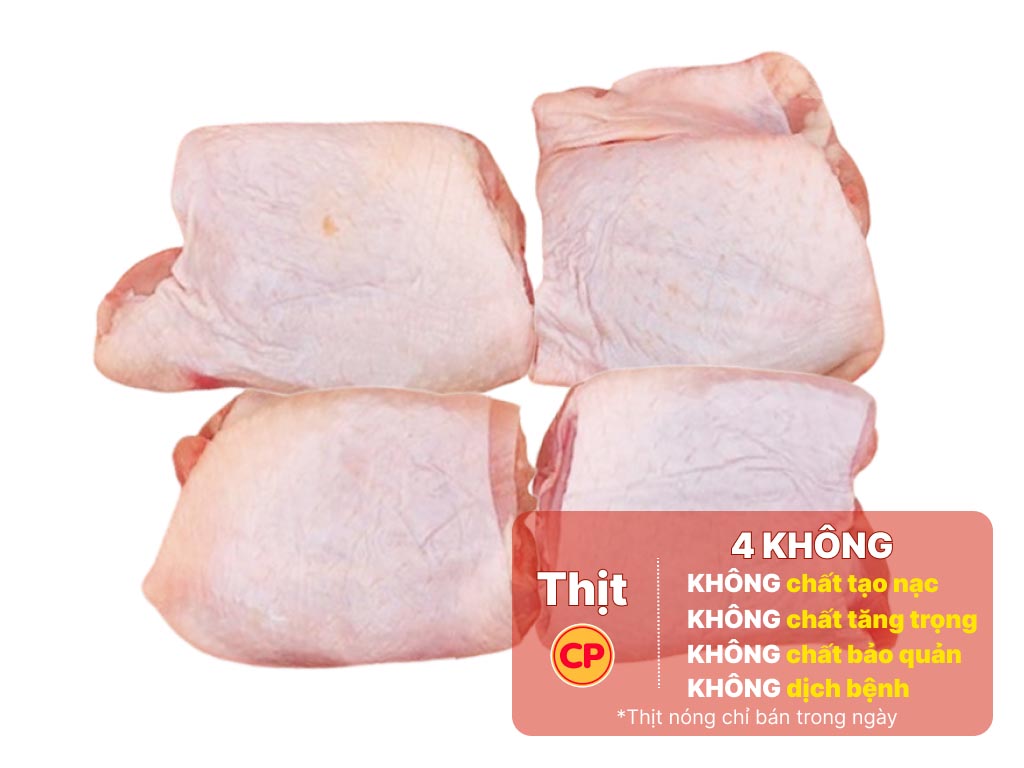 4 KHÔNG
Thịt
CP
KHÔNG chất tạo nạc
KHÔNG chất tăng trọng
KHÔNG chất bảo quản
KHÔNG dịch bệnh
*Thịt nóng chỉ bán trong ngày